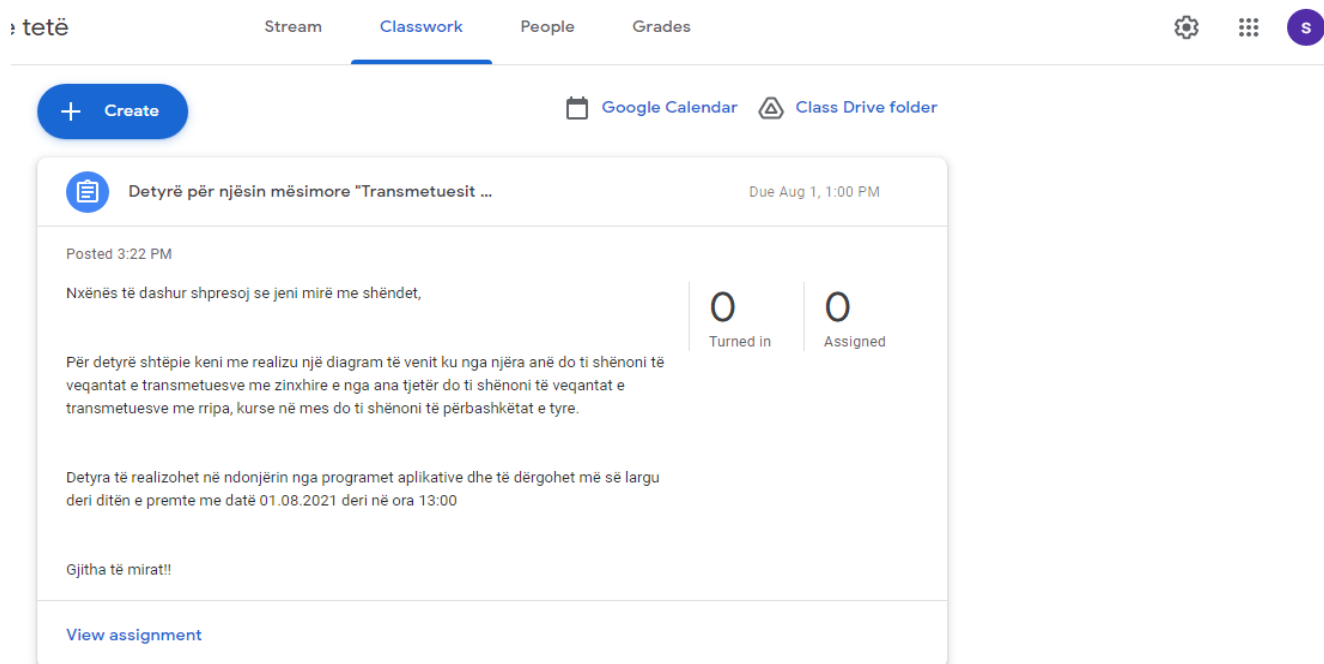 tetë
Stream
Classwork
People
Grades
S
+ Create
Google Calendar
Class Drive folder
Detyrë për njësin mësimore "Transmetuesit ...
Due Aug 1, 1:00 PM
Posted 3:22 PM
Nxënës të dashur shpresoj se jeni mirë me shëndet,
0
Turned in
0
Assigned
Për detyrë shtëpie keni me realizu një diagram të venit ku nga njëra anë do ti shënoni të
veqantat e transmetuesve me zinxhire e nga ana tjetër do ti shënoni të veqantat e
transmetuesve me rripa, kurse në mes do ti shënoni të përbashkëtat e tyre.
Detyra të realizohet në ndonjërin nga programet aplikative dhe të dërgohet më së largu
deri ditën e premte me datë 01.08.2021 deri në ora 13:00
Gjitha të mirat!!
View assignment